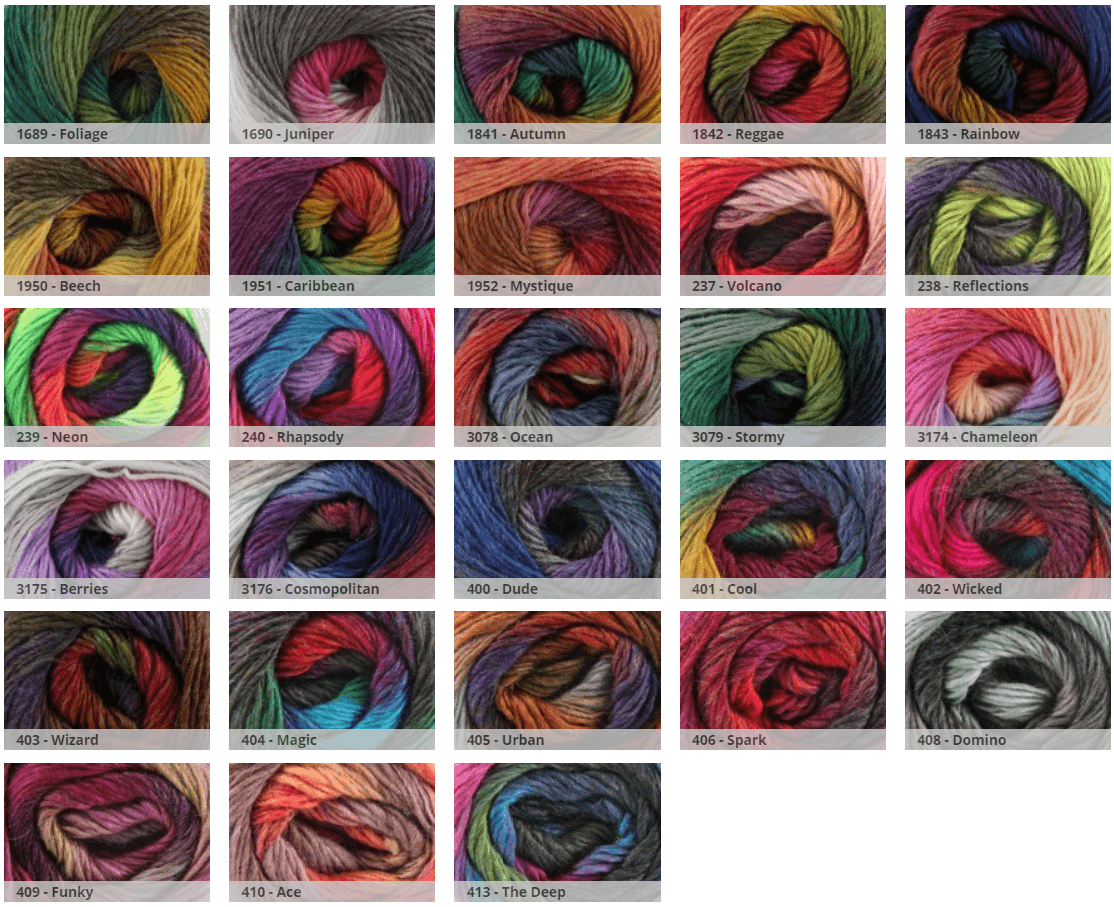 1689 - Foliage
1690 - Juniper
1841 - Autumn
1842 - Reggae
1843 - Rainbow
1950 - Beech
1951 - Caribbean
1952 - Mystique
237 - Volcano
238 - Reflections
239 - Neon
240 - Rhapsody
3078 - Ocean
3079 - Stormy
3174 - Chameleon
3175 - Berries
3176 - Cosmopolitan
400 - Dude
401 - Cool
402 - Wicked
403 - Wizard
404 - Magic
405 - Urban
406 - Spark
408 - Domino
409 - Funky
410 - Ace
413 - The Deep